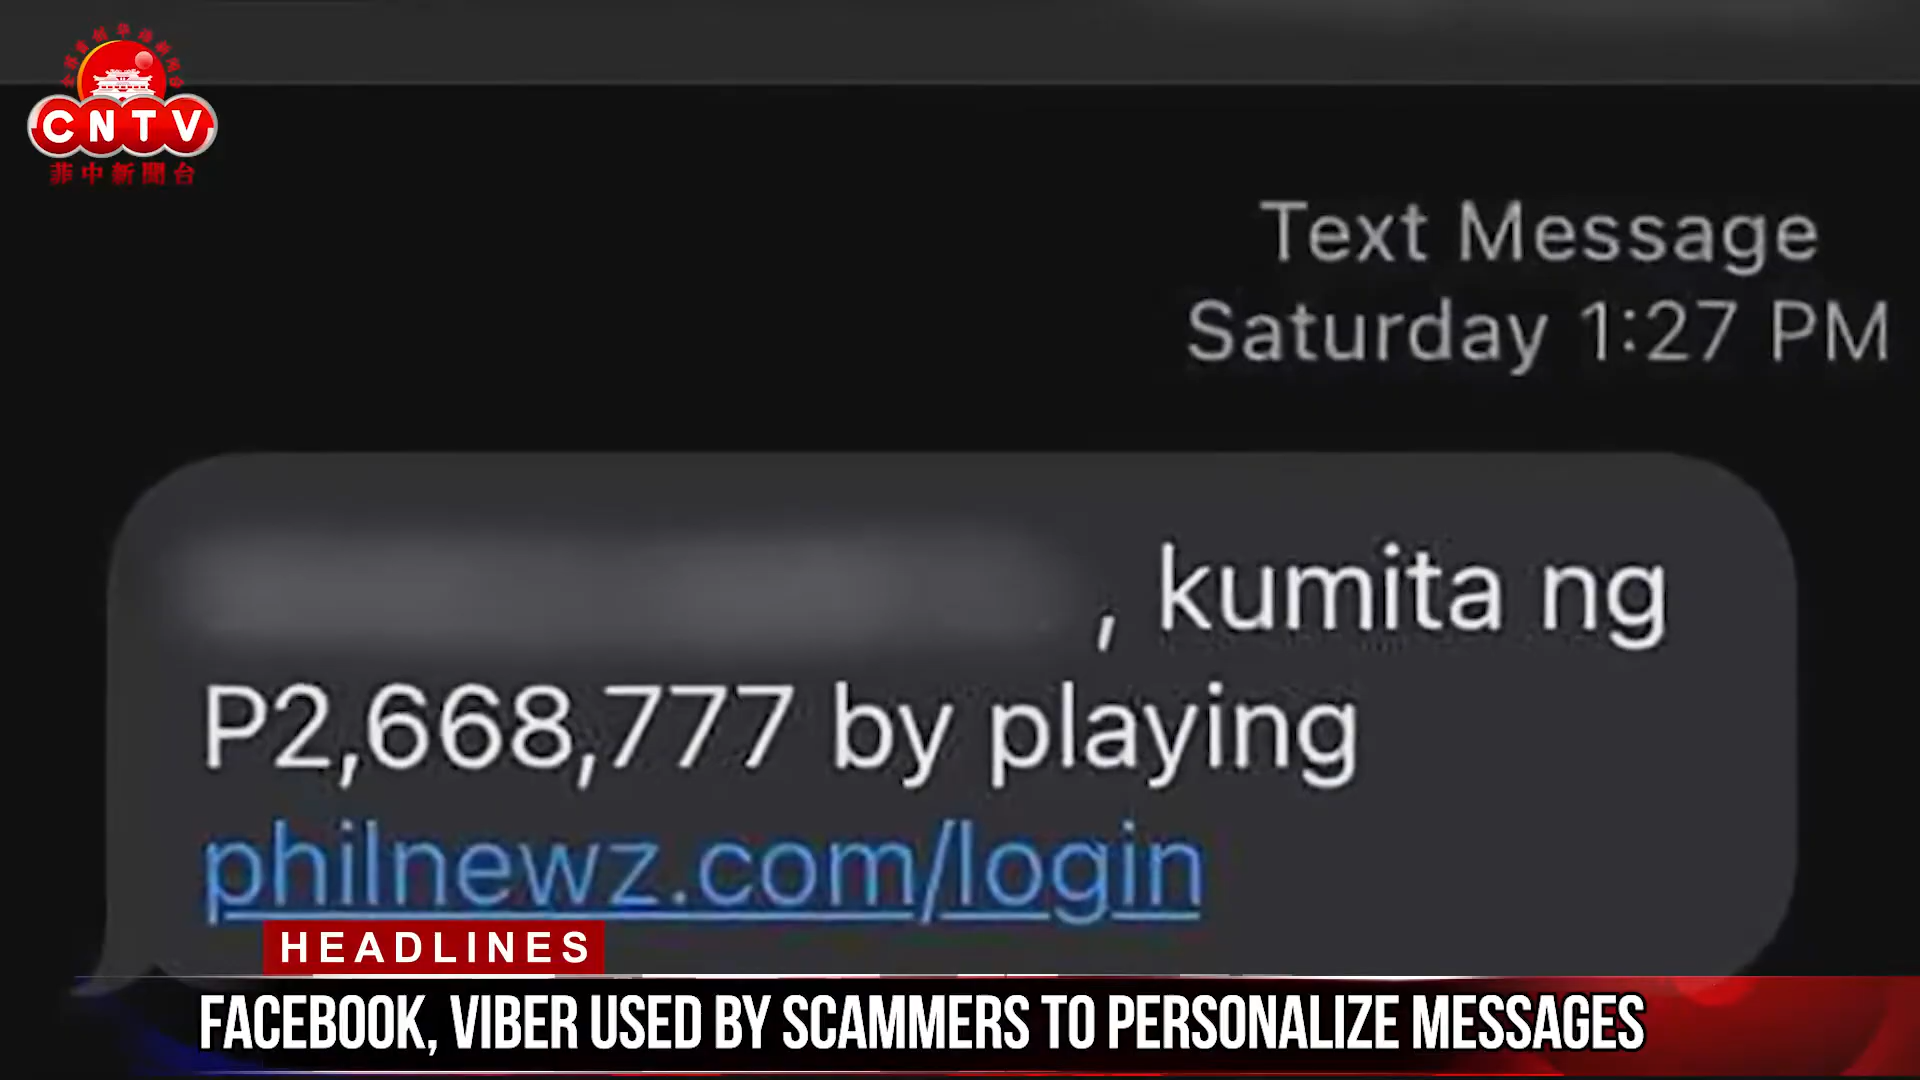 CNTV
菲中新聞台
Text Message
Saturday 1:27 PM
, kumita ng
P2,668,777 by playing
philnewz.com/login
HEADLINES
FACEBOOK, VIBER USED BY SCAMMERS TO PERSONALIZE MESSAGES